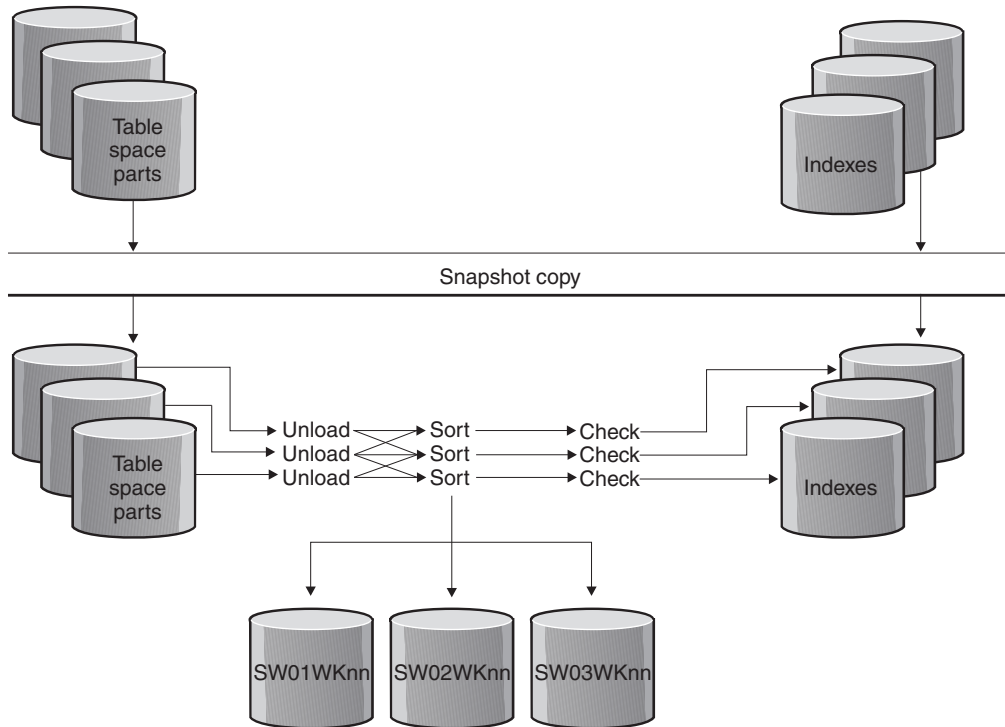 Table
space
parts
Indexes
Snapshot copy
Unload Sort Check
Unload Sort Check
Unload Sort Check
Table
space
parts
Indexes
SW01WKnn SW02WKnn SW03WKnn